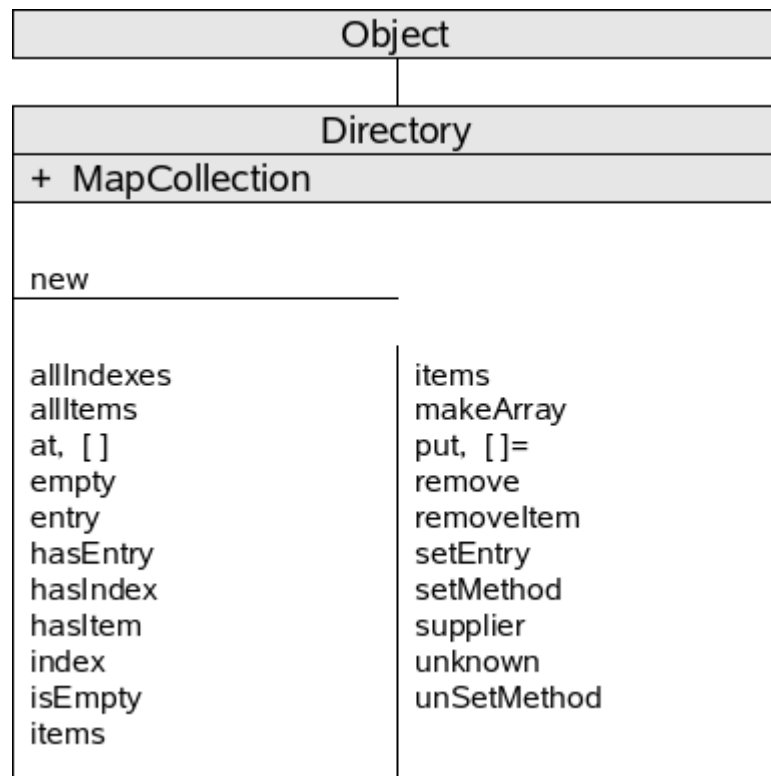 Object
Directory
+ MapCollection
new
allIndexes
allItems
at, []
empty
entry
hasEntry
hasIndex
hasItem
index
isEmpty
items
items
makeArray
put, []=
remove
removeItem
setEntry
setMethod
supplier
unknown
unSetMethod